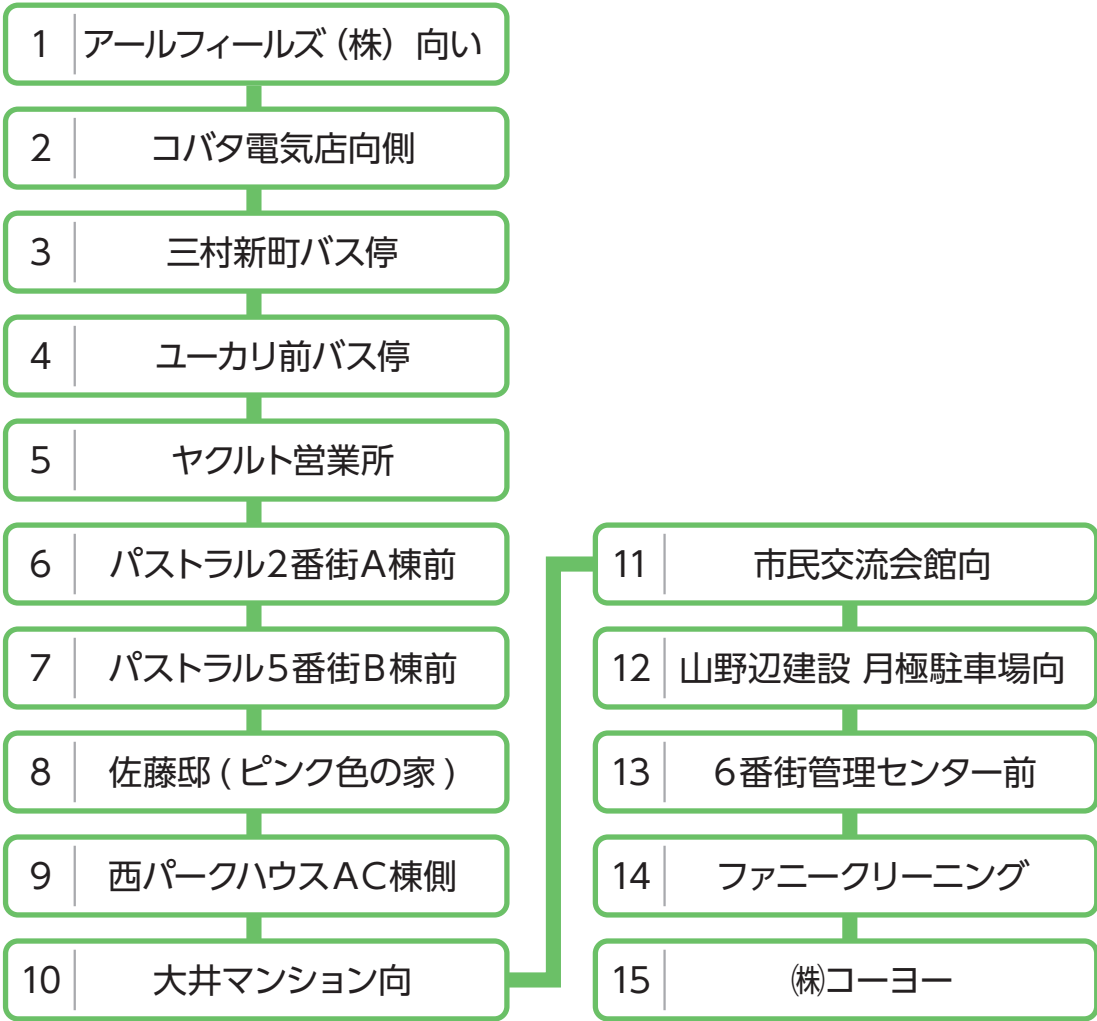 1 アールフィールズ（株）向い
2 コバタ電気店向側
3 三村新町バス停
4 ユーカリ前バス停
5 ヤクルト営業所
6 パストラル2番街A棟前
7 パストラル5番街B棟前
8 佐藤邸(ピンク色の家)
9 西パークハウスAC棟側
10 大井マンション向
11 市民交流会館向
12 山野辺建設 月極駐車場向
13 6番街管理センター前
14 ファニークリーニング
15 ㈱コーヨー